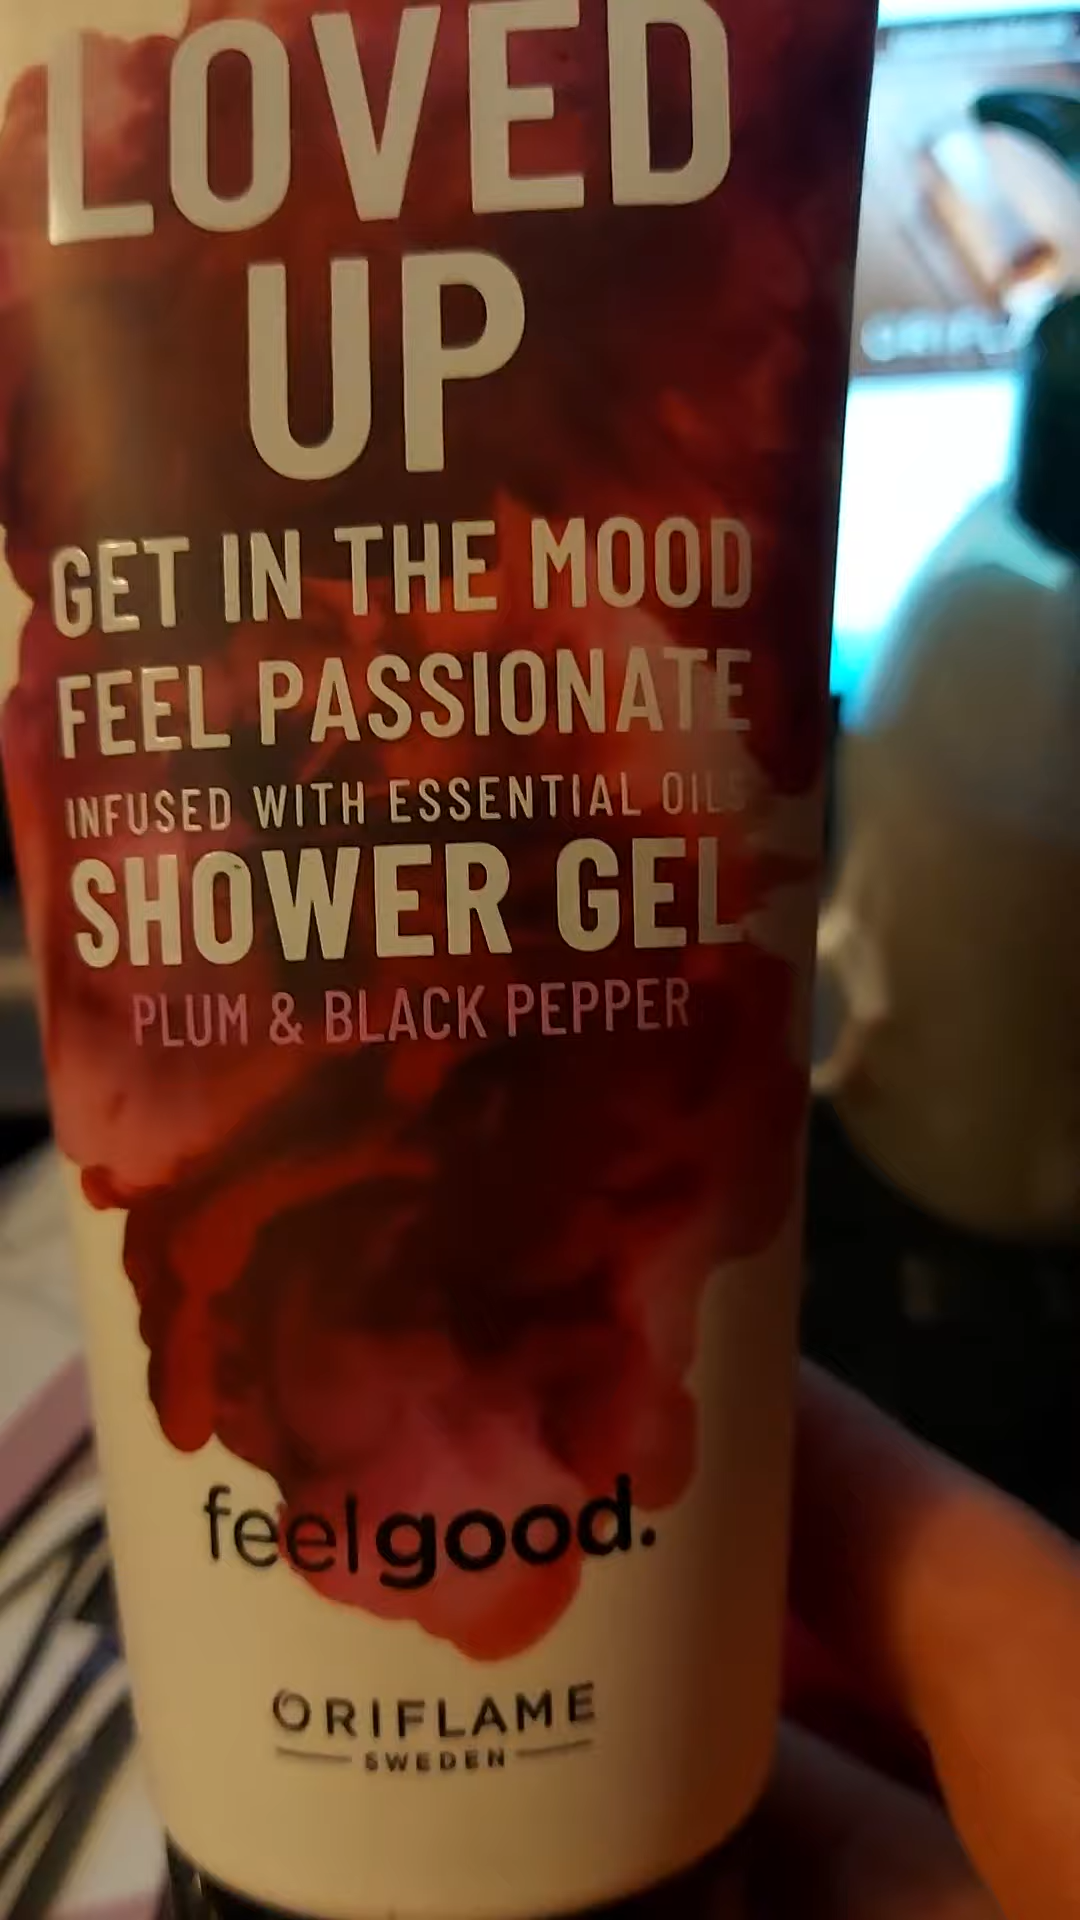 LOVED
UP
GET IN THE MOOD
FEEL PASSIONATE
INFUSED WITH ESSENTIAL OILS
SHOWER GEL
PLUM & BLACK PEPPER
feelgood.
ORIFLAME
SWEDEN